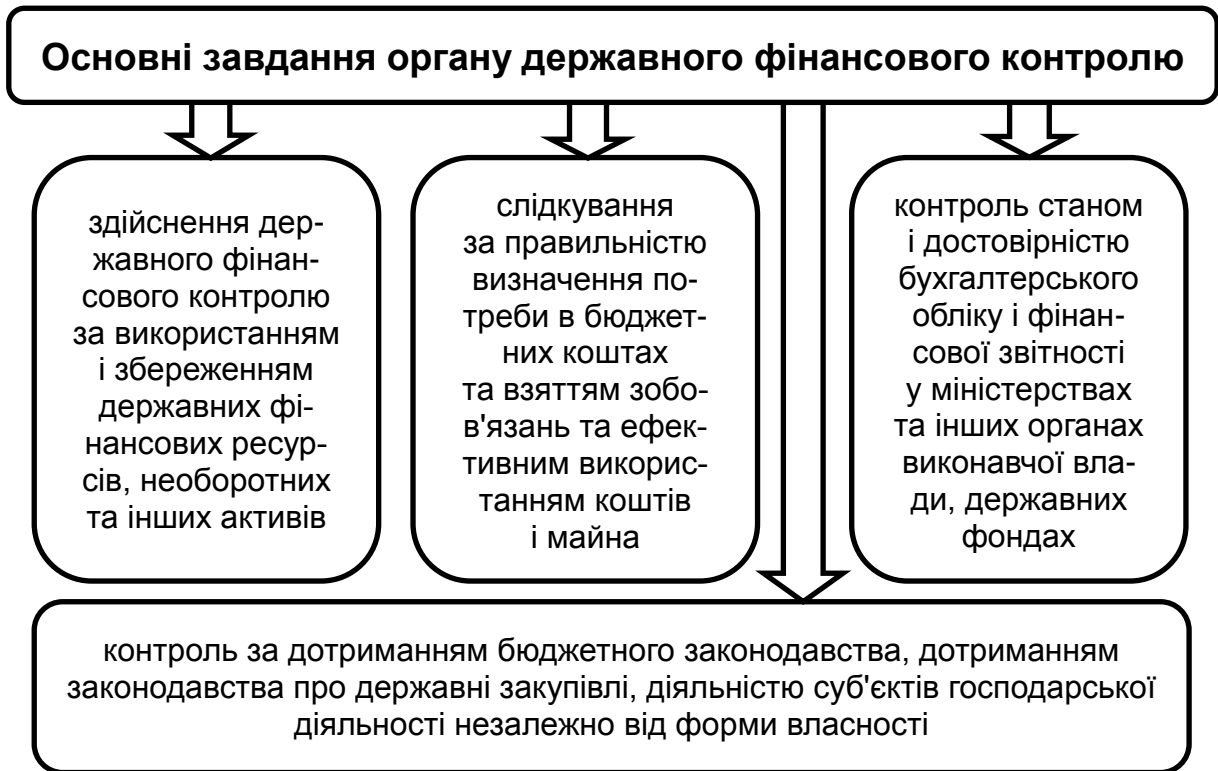 Основні завдання органу державного фінансового контролю
здійснення дер-
жавного фінан-
сового контролю
за використанням
і збереженням
державних фі-
нансових ресур-
сів, необоротних
та інших активів
слідкування
за правильністю
визначення по-
треби в бюджет-
них коштах
та взяттям зобо-
в'язань та ефек-
тивним викорис-
танням коштів
і майна
контроль станом
і достовірністю
бухгалтерського
обліку і фінан-
сової звітності
у міністерствах
та інших органах
виконавчої вла-
ди, державних
фондах
контроль за дотриманням бюджетного законодавства, дотриманням
законодавства про державні закупівлі, діяльністю суб'єктів господарської
діяльності незалежно від форми власності